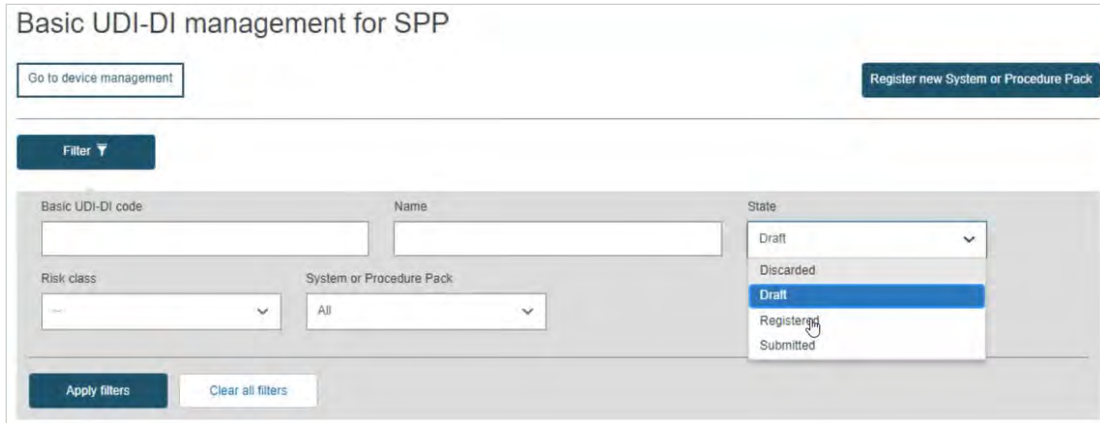 Basic UDI-DI management for SPP
Go to device management
Register new System or Procedure Pack
Filter
Basic UDI-DI code
Name
State
Draft
Risk class
System or Procedure Pack
---
All
Discarded
Draft
Registered
Submitted
Apply filters
Clear all filters